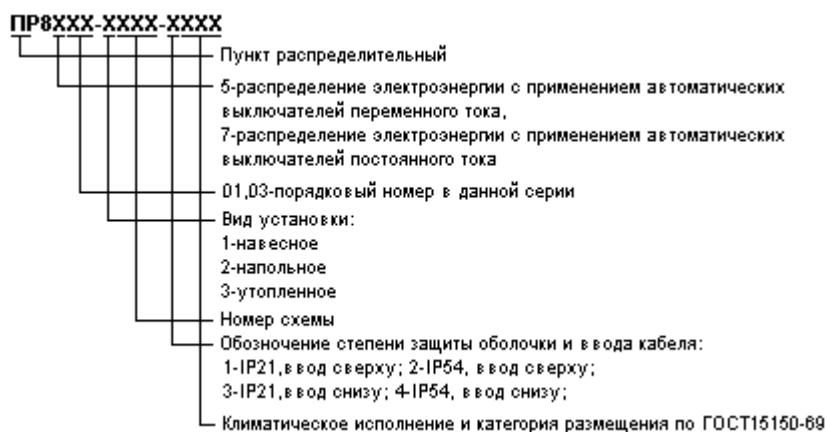 ПР8ХХХ-ХХХХ-ХХХХ
Пункт распределительный
5-распределение электроэнергии с применением автоматических
выключателей переменного тока,
7-распределение электроэнергии с применением автоматических
выключателей постоянного тока
01,03-порядковый номер в данной серии
Вид установки:
1-навесное
2-напольное
3-утопленное
Номер схемы
Обозночение степени защиты оболочки и ввода кабеля:
1-IP21,ввод сверху; 2-IP54, ввод сверху;
3-IP21,ввод снизу; 4-IP54, ввод снизу;
Климатическое исполнение и категория размещения по ГОСТ15150-69